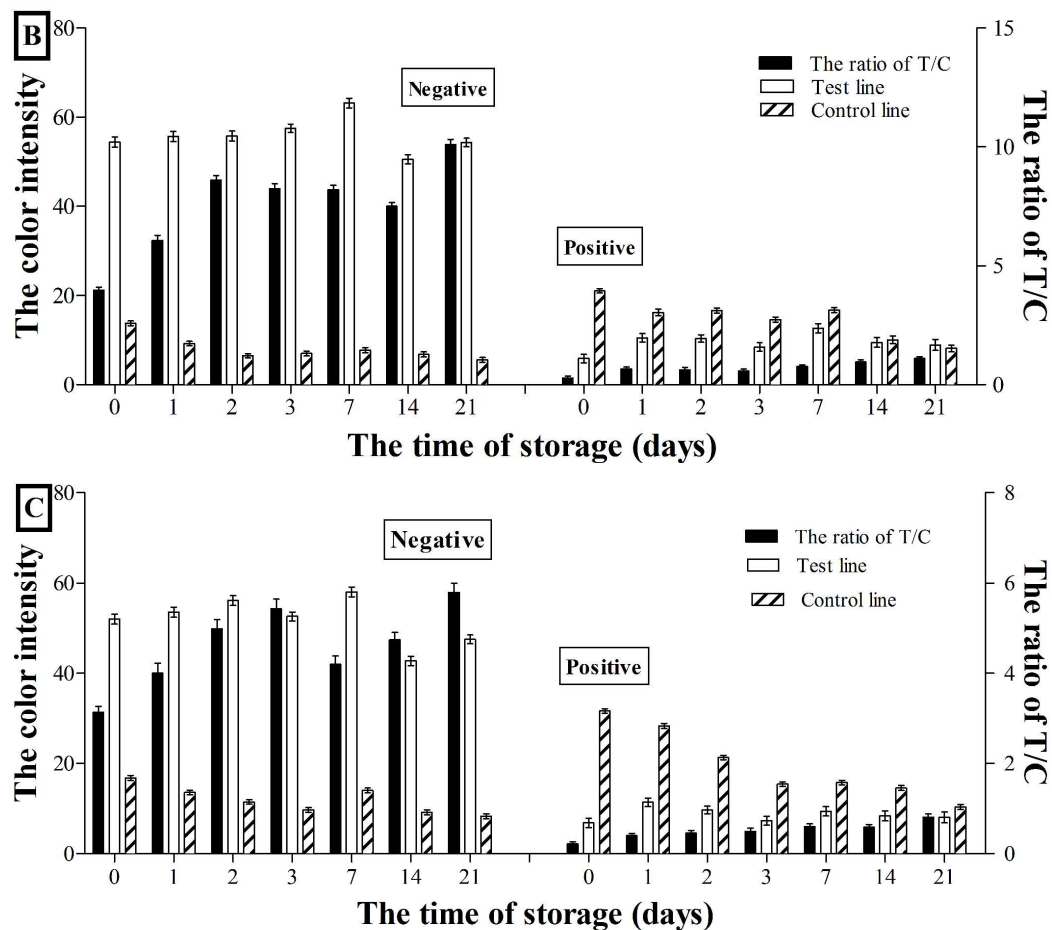 B
The color intensity
80
60
40
20
0
Negative
Positive
The ratio of T/C
Test line
Control line
15
10
5
0
The ratio of T/C
0 1 2 3 7 14 21 0 1 2 3 7 14 21
The time of storage (days)
C
The color intensity
80
60
40
20
0
Negative
Positive
The ratio of T/C
Test line
Control line
8
6
4
2
0
The ratio of T/C
0 1 2 3 7 14 21 0 1 2 3 7 14 21
The time of storage (days)